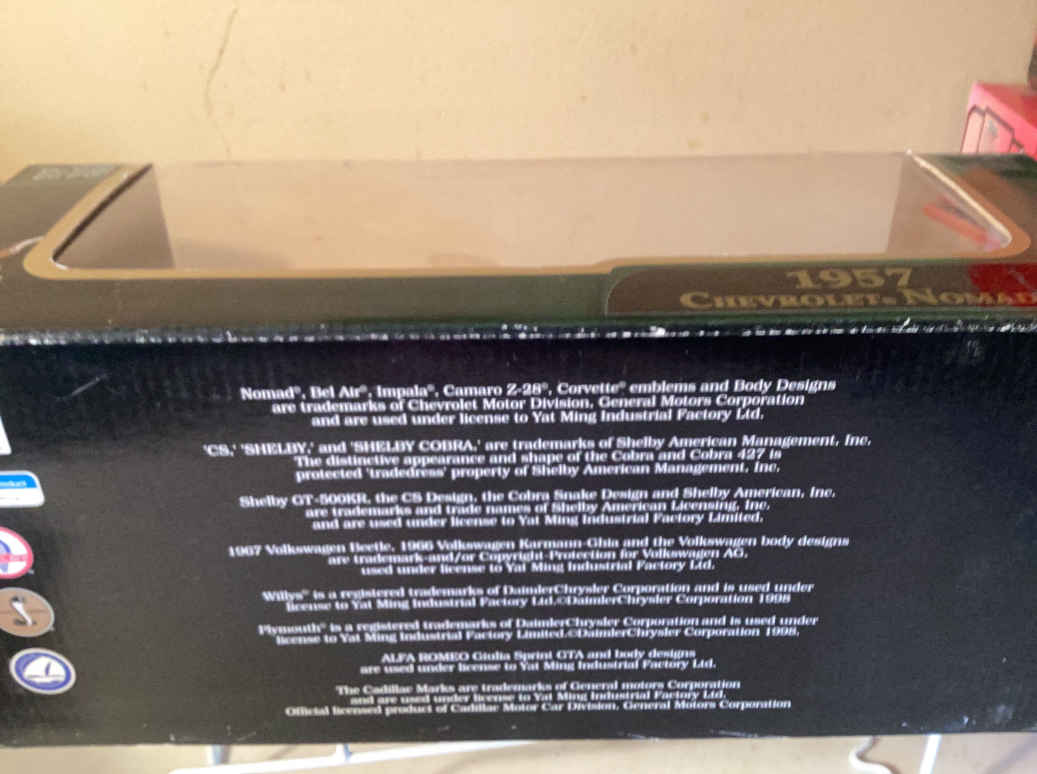 1957
CHEVROLET® NOMAD
Nomad®, Bel Air®, Impala®, Camaro Z-28®, Corvette® emblems and Body Designs
are trademarks of Chevrolet Motor Division, General Motors Corporation
and are used under license to Yat Ming Industrial Factory Ltd.
'CS,' 'SHELBY,' and 'SHELBY COBRA,' are trademarks of Shelby American Management, Inc.
The distinctive appearance and shape of the Cobra and Cobra 427 is
protected 'tradedress' property of Shelby American Management, Inc.
Shelby GT-500KR, the CS Design, the Cobra Snake Design and Shelby American, Inc.
are trademarks and trade names of Shelby American Licensing, Inc.
and are used under license to Yat Ming Industrial Factory Limited.
1967 Volkswagen Beetle, 1966 Volkswagen Karmann-Ghia and the Volkswagen body designs
are trademark-and/or Copyright-Protection for Volkswagen AG.
used under license to Yat Ming Industrial Factory Ltd.
Willys® is a registered trademarks of DaimlerChrysler Corporation and is used under
license to Yat Ming Industrial Factory Ltd.©DaimlerChrysler Corporation 1998
Plymouth® is a registered trademarks of DaimlerChrysler Corporation and is used under
license to Yat Ming Industrial Factory Limited.©DaimlerChrysler Corporation 1998.
ALFA ROMEO Giulia Sprint GTA and body designs
are used under license to Yat Ming Industrial Factory Ltd.
The Cadillac Marks are trademarks of General motors Corporation
and are used under license to Yat Ming Industrial Factory Ltd.
Official licensed product of Cadillac Motor Car Division, General Motors Corporation